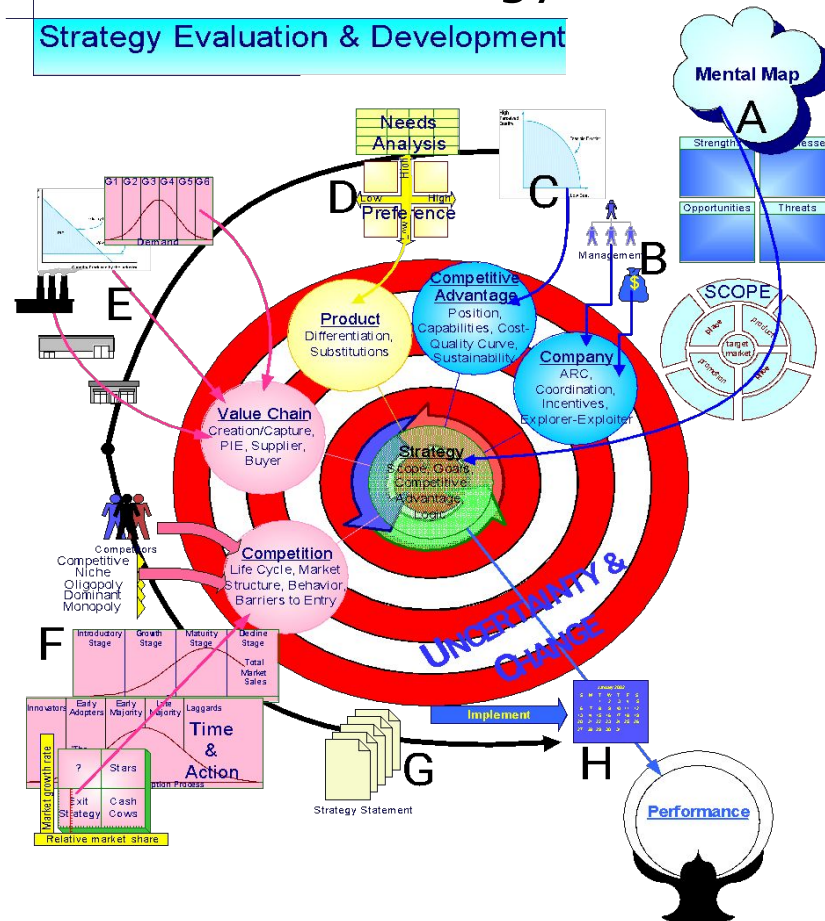 Strategy Evaluation & Development
Mental Map
A
Strengths
Opportunities
Threats
Needs
Analysis
High
Low
High
Preference
D
High
Perceived
C
Management
B
$
G1 G2 G3 G4 G5 G6
Demand
E
SCOPE
place
product
target
market
promotion
Competitive
Advantage
Position,
Capabilities, Cost-
Quality Curve,
Sustainability
Product
Differentiation,
Substitutions
Company
ARC,
Coordination,
Incentives,
Explorer-Exploiter
Value Chain
Creation/Capture,
PIE, Supplier,
Buyer
Strategy
Scope, Goals,
Competitive
Advantage
Logic
Competitors
Competitive
Niche
Oligopoly
Dominant
Monopoly
Competition
Life Cycle, Market
Structure, Behavior,
Barriers to Entry
UNCERTAINTY &
CHANGE
F
Introductory
Stage
Growth
Stage
Maturity
Stage
Decline
Stage
Total
Market
Sales
Innovators
Early
Adopters
Early
Majority
Late
Majority
Laggards
Time
&
Action
Market growth rate
?
Stars
Exit
Strategy
Cash
Cows
Relative market share
Strategy Statement
G
Implement
January 2002
H
Performance